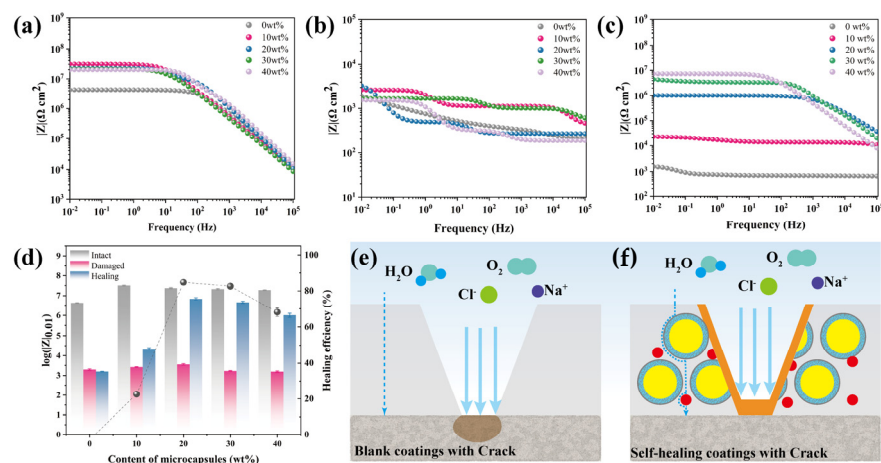 (a)
0wt%
10wt%
20wt%
30wt%
40wt%
10⁸
10⁷
10⁶
10⁵
10⁴
10³
|Z|(Ω cm²)
10⁻² 10⁻¹ 10⁰ 10¹ 10² 10³ 10⁴ 10⁵
Frequency (Hz)
(b)
0wt%
10wt%
20wt%
30wt%
40wt%
10⁵
10⁴
10³
10²
10¹
|Z|(Ω cm²)
10⁻² 10⁻¹ 10⁰ 10¹ 10² 10³ 10⁴ 10⁵
Frequency (Hz)
(c)
0 wt%
10 wt%
20 wt%
30 wt%
40 wt%
10⁹
10⁸
10⁷
10⁶
10⁵
10⁴
10³
10²
|Z|(Ω cm²)
10⁻² 10⁻¹ 10⁰ 10¹ 10² 10³ 10⁴ 10⁵
Frequency (Hz)
(d)
Intact
Damaged
Healing
9
8
7
6
5
4
3
2
1
0
log(|Z|0.01)
100
80
60
40
20
0
Healing efficiency (%)
0 10 20 30 40
Content of microcapsules (wt%)
(e)
H₂O
O₂
Cl⁻
Na⁺
Blank coatings with Crack
(f)
H₂O
O₂
Cl⁻
Na⁺
Self-healing coatings with Crack